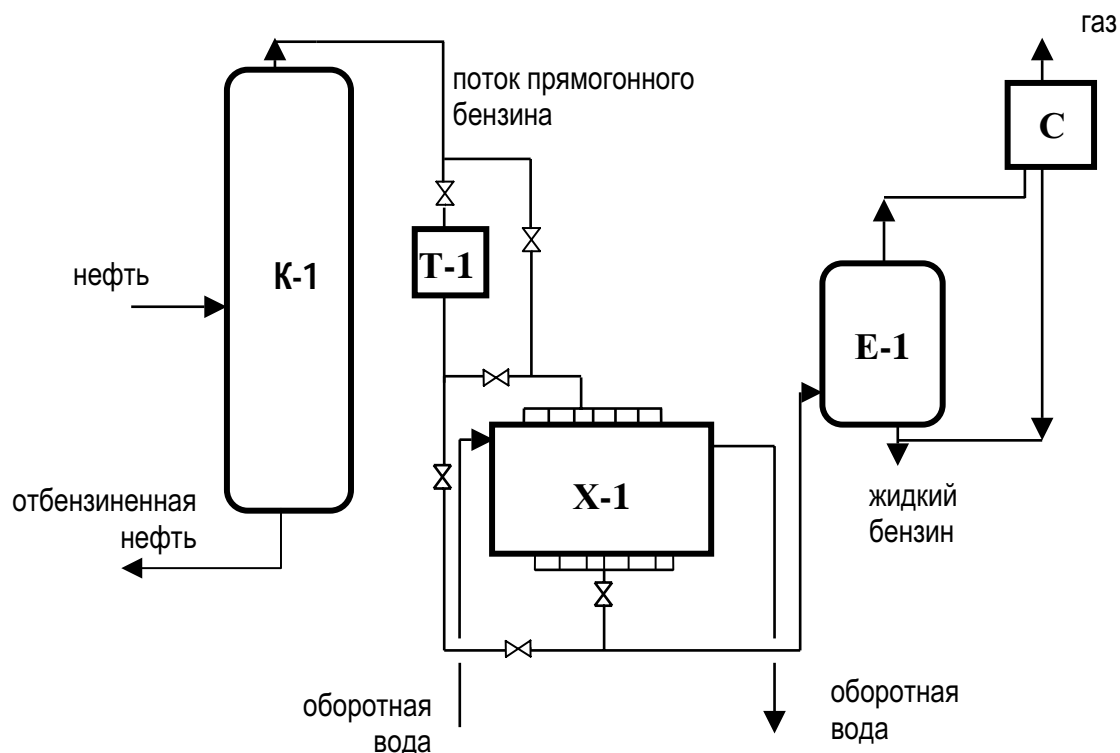 газ
поток прямогонного
бензина
С
Т-1
нефть
К-1
Е-1
отбензиненная
нефть
Х-1
жидкий
бензин
оборотная
вода
оборотная
вода